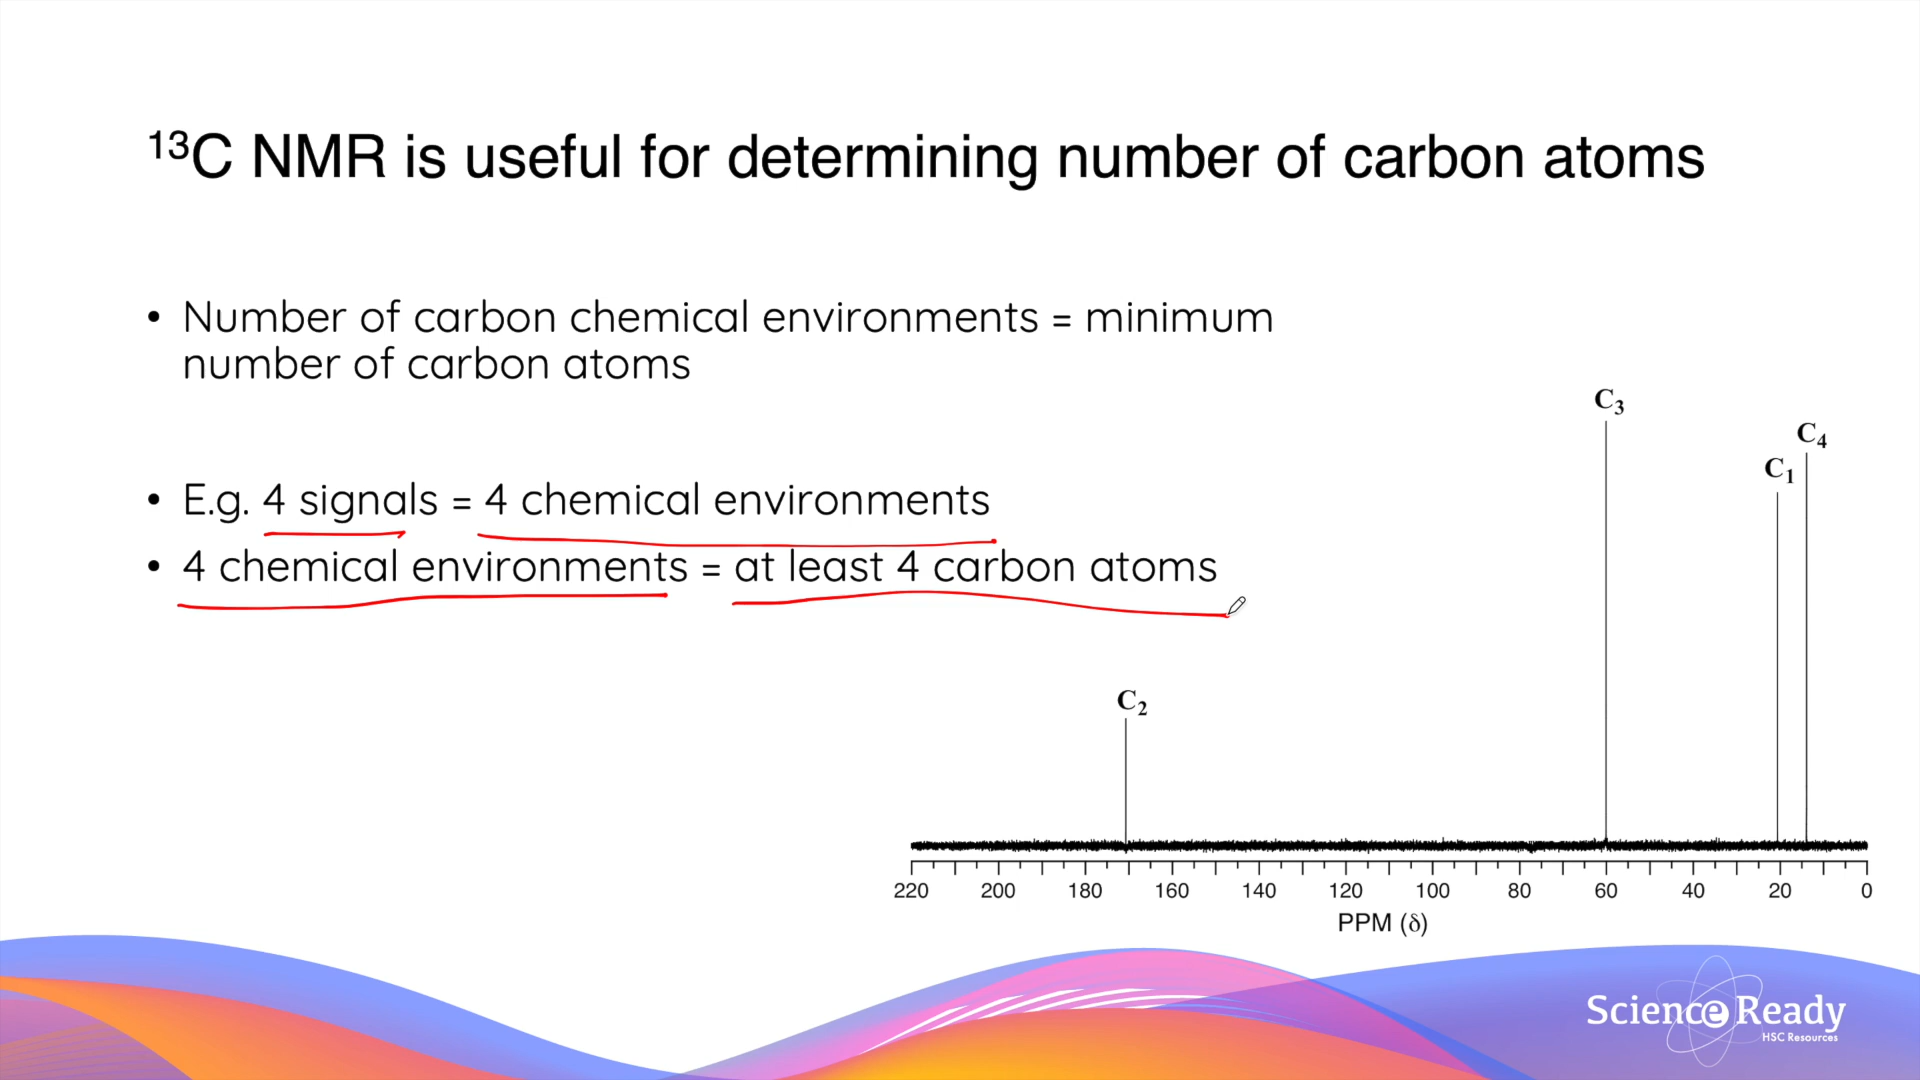 ¹³C NMR is useful for determining number of carbon atoms
• Number of carbon chemical environments = minimum
number of carbon atoms
• E.g. 4 signals = 4 chemical environments
• 4 chemical environments = at least 4 carbon atoms
C₃
C₄
C₁
C₂
220 200 180 160 140 120 100 80 60 40 20 0
PPM (δ)
Science Ready
HSC Resources